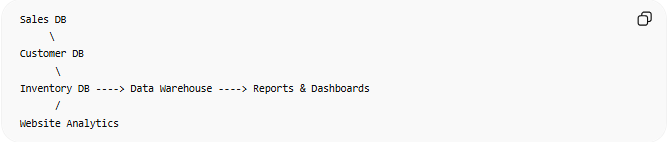 Sales DB
\
Customer DB
\
Inventory DB ----> Data Warehouse ----> Reports & Dashboards
/
Website Analytics